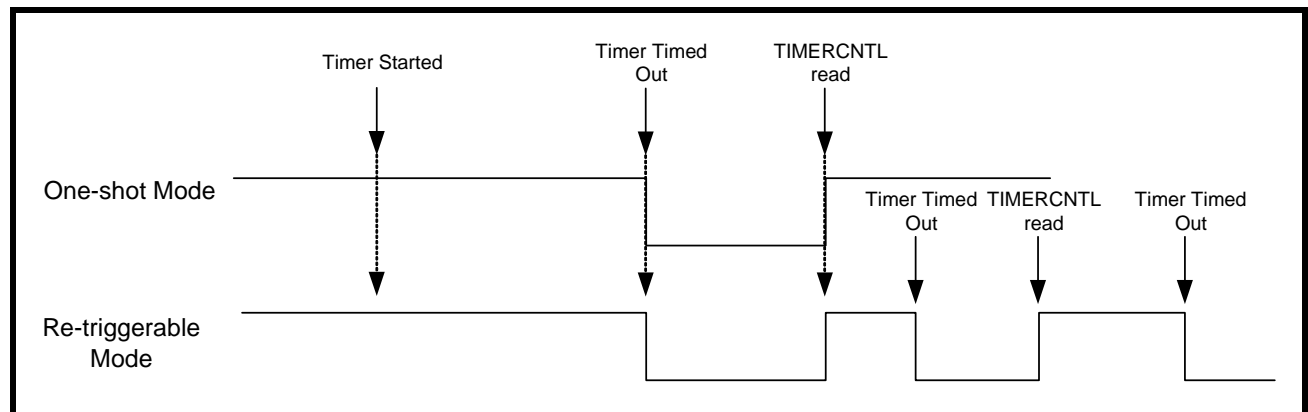 Timer Started
Timer Timed
Out
TIMERCNTL
read
One-shot Mode
Timer Timed
Out
TIMERCNTL
read
Timer Timed
Out
Re-triggerable
Mode